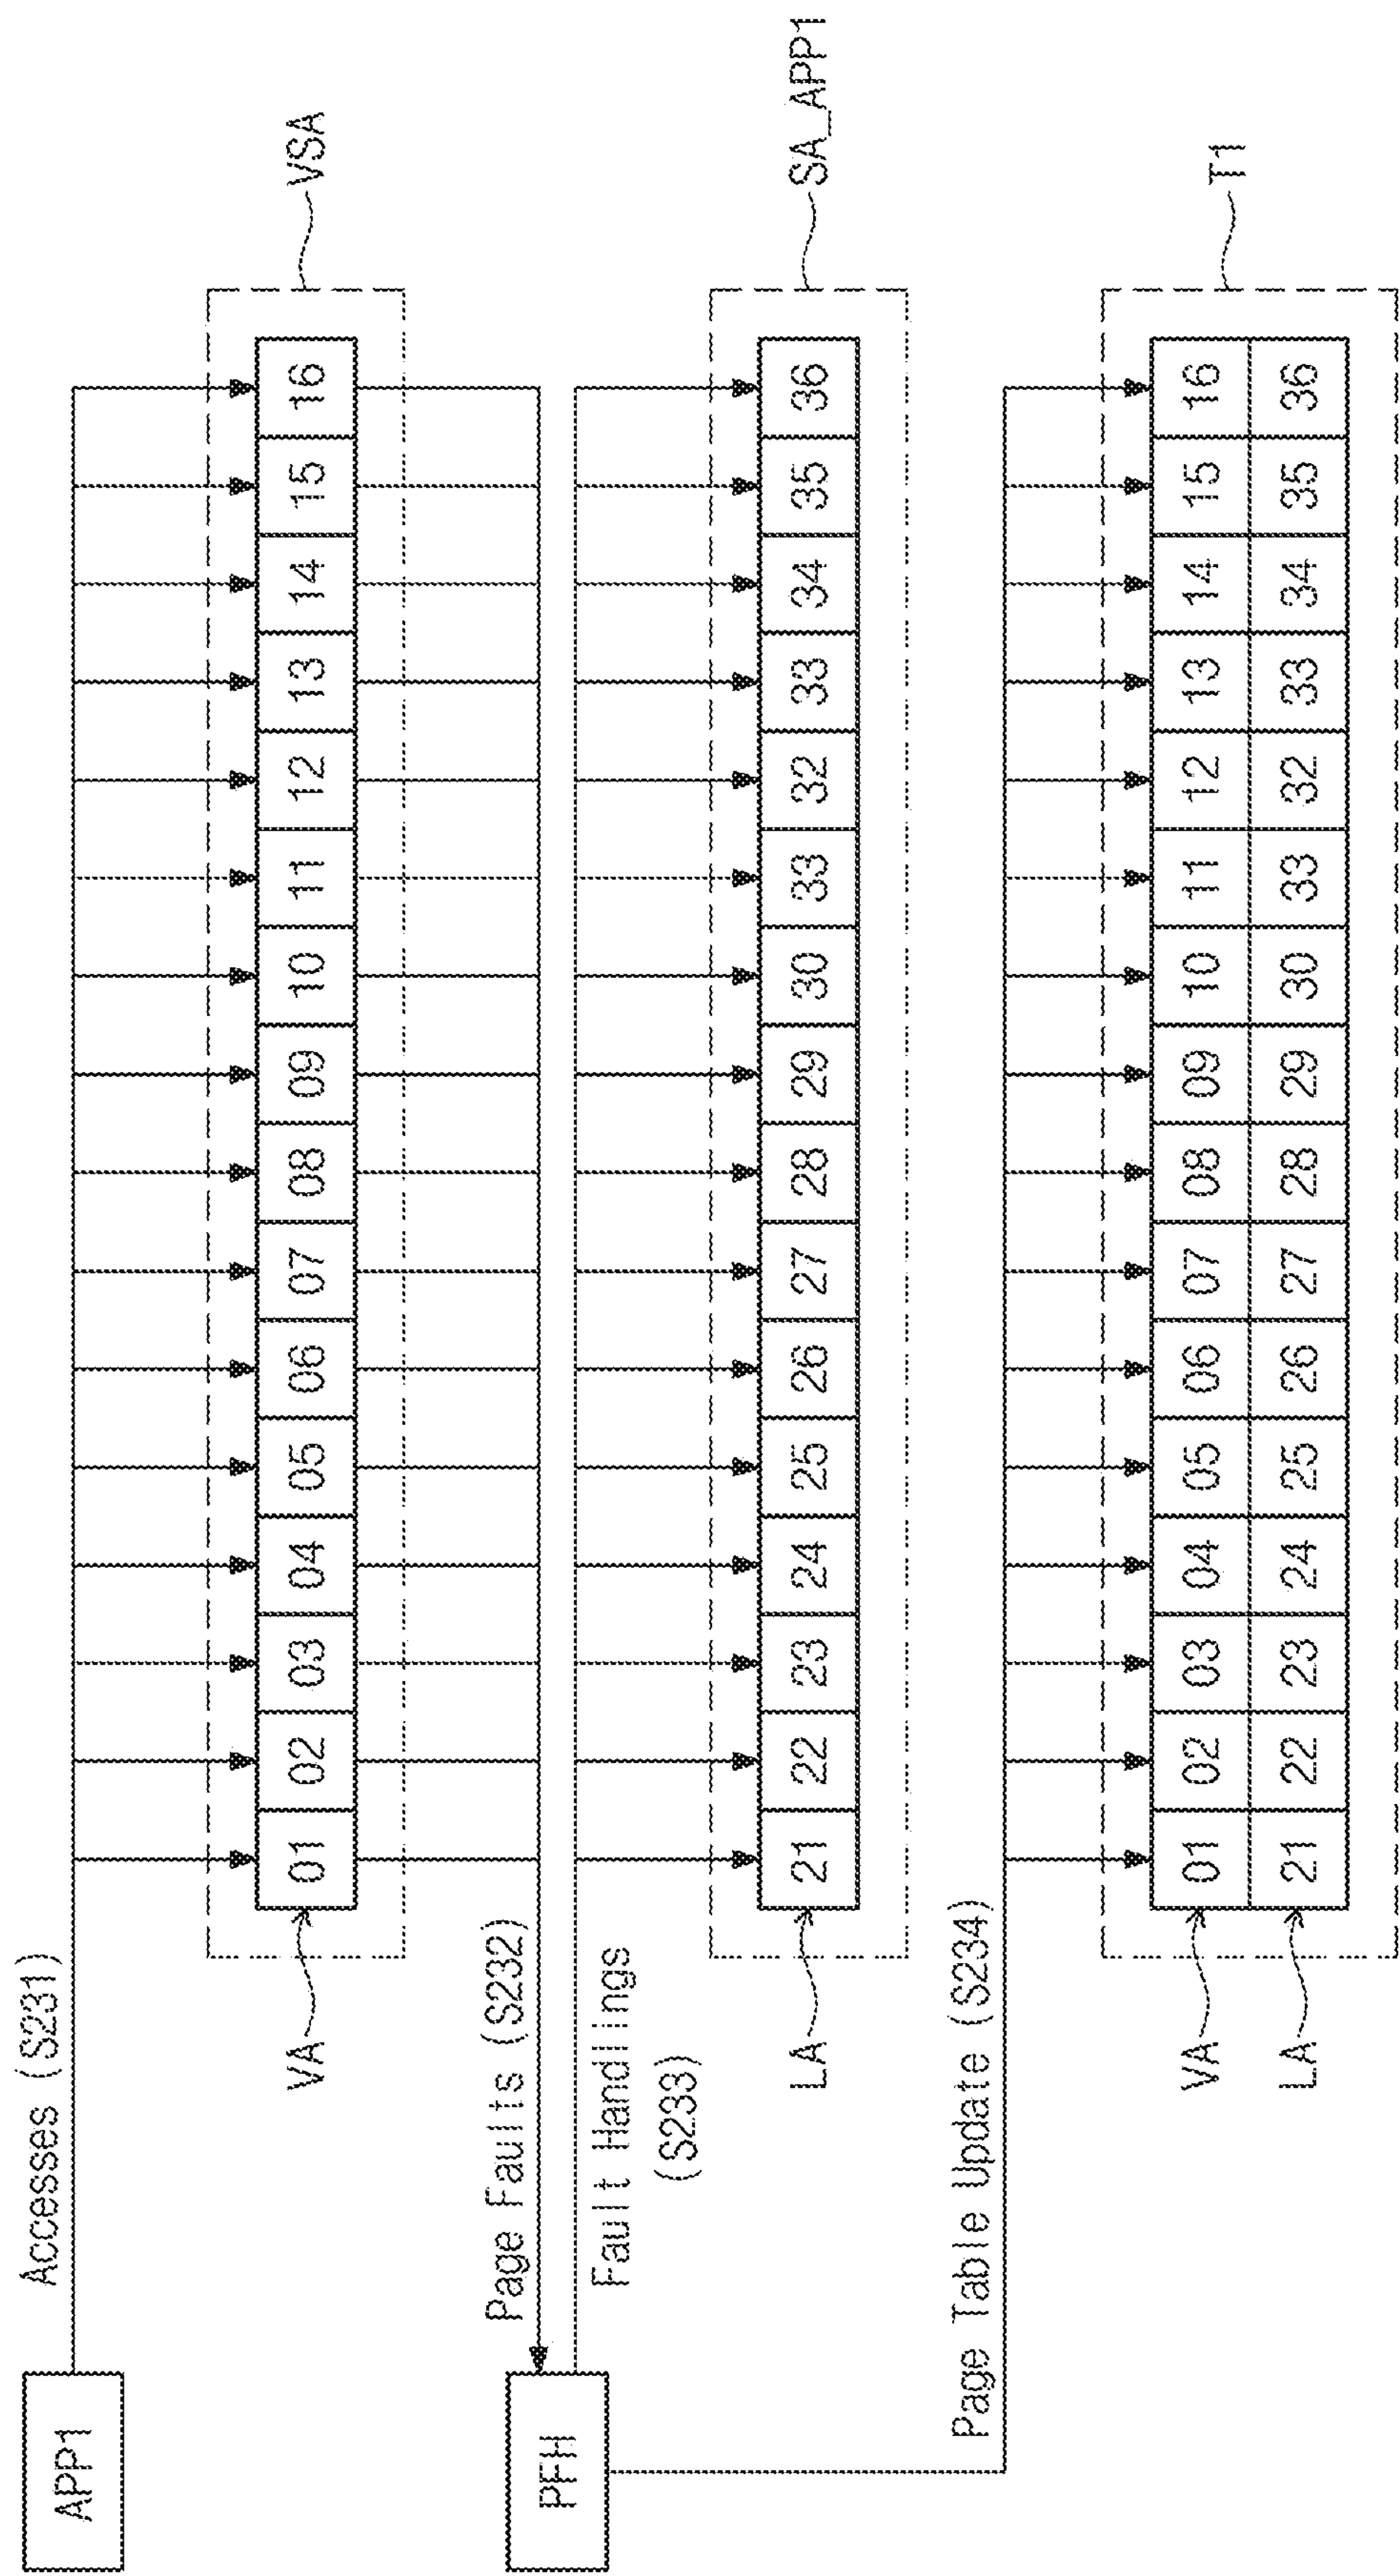 APP1
Accesses (S231)
VSA
VA
01 02 03 04 05 06 07 08 09 10 11 12 13 14 15 16
Page Faults (S232)
PFH
Fault Handlings
(S233)
SA_APP1
LA
21 22 23 24 25 26 27 28 29 30 33 32 33 34 35 36
Page Table Update (S234)
T1
VA
01 02 03 04 05 06 07 08 09 10 11 12 13 14 15 16
LA
21 22 23 24 25 26 27 28 29 30 33 32 33 34 35 36